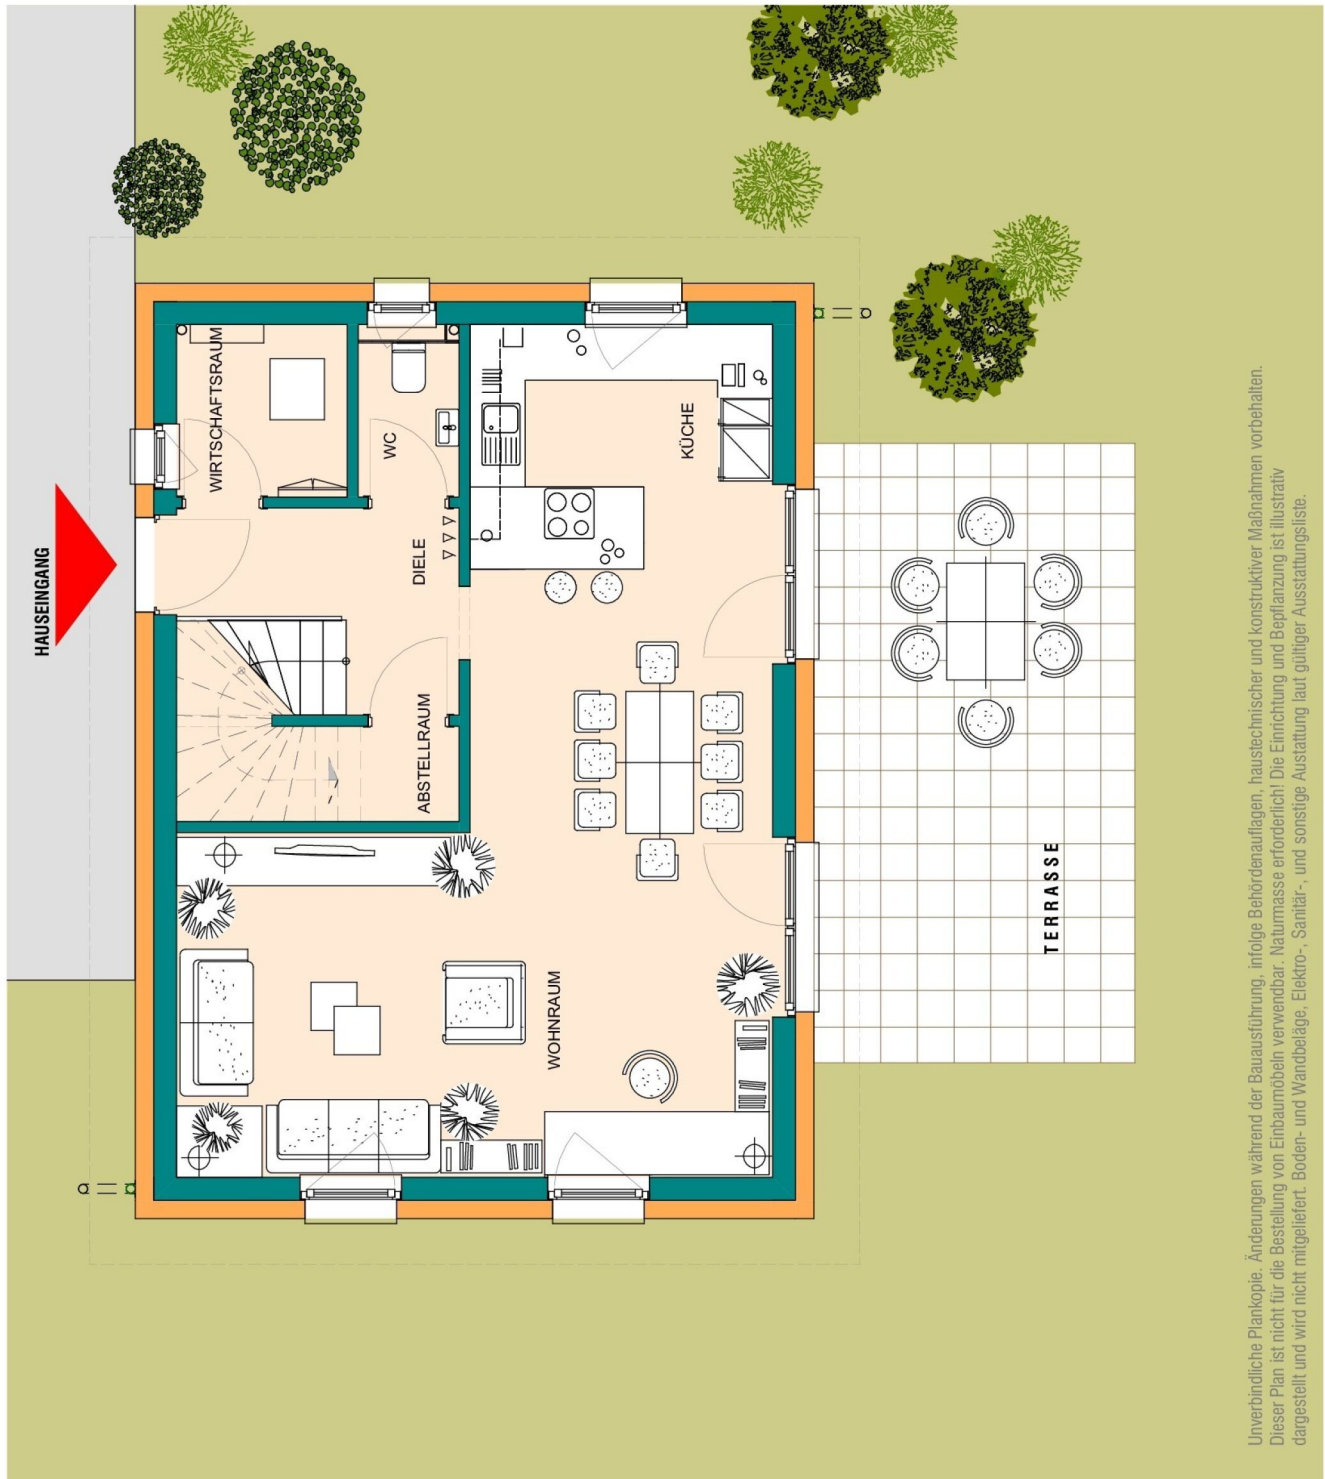 HAUSEINGANG
WIRTSCHAFTSRAUM
WC
DIELE
KÜCHE
ABSTELLRAUM
WOHNRAUM
TERRASSE
Unverbindliche Plankopie. Änderungen während der Bauausführung, infolge Behördenauflagen, haustechnischer und konstruktiver Maßnahmen vorbehalten.
Dieser Plan ist nicht für die Bestellung von Einbaumöbeln verwendbar. Naturmasse erforderlich! Die Einrichtung und Bepflanzung ist illustrativ
dargestellt und wird nicht mitgeliefert. Boden- und Wandbeläge, Elektro-, Sanitär-, und sonstige Austattung laut gültiger Ausstattungsliste.